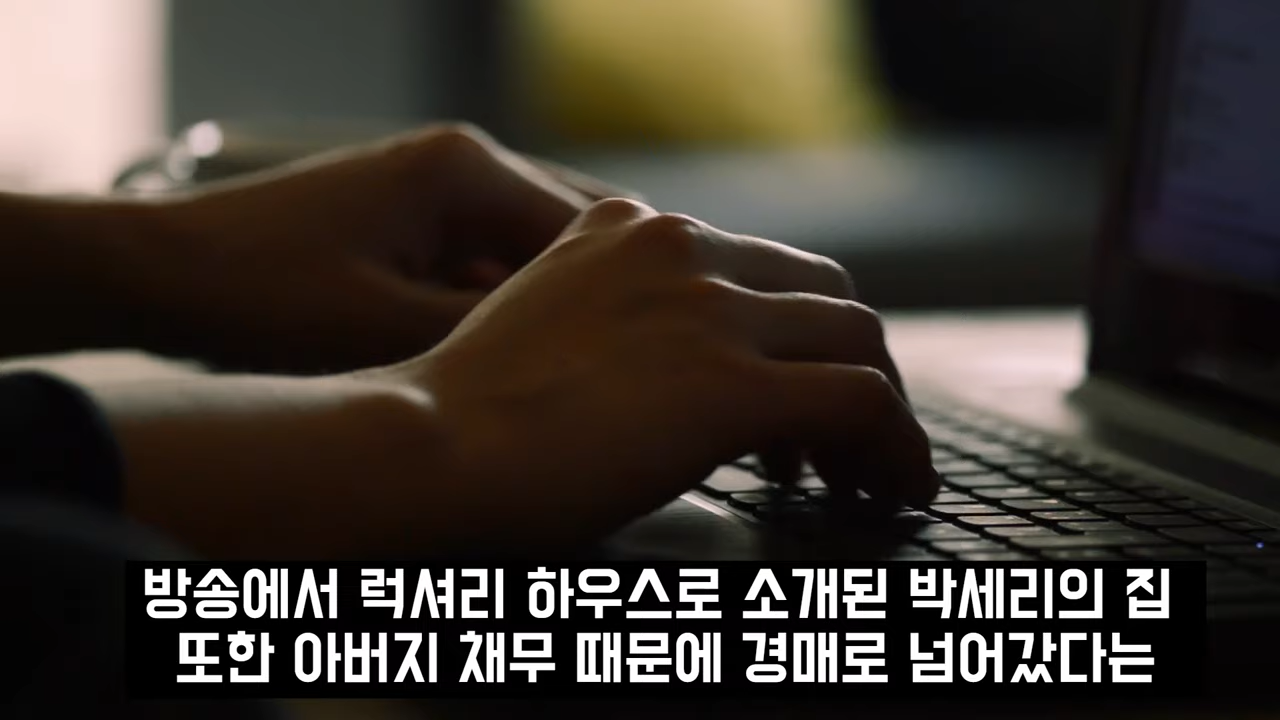 방송에서 럭셔리 하우스로 소개된 박세리의 집
또한 아버지 채무 때문에 경매로 넘어갔다는